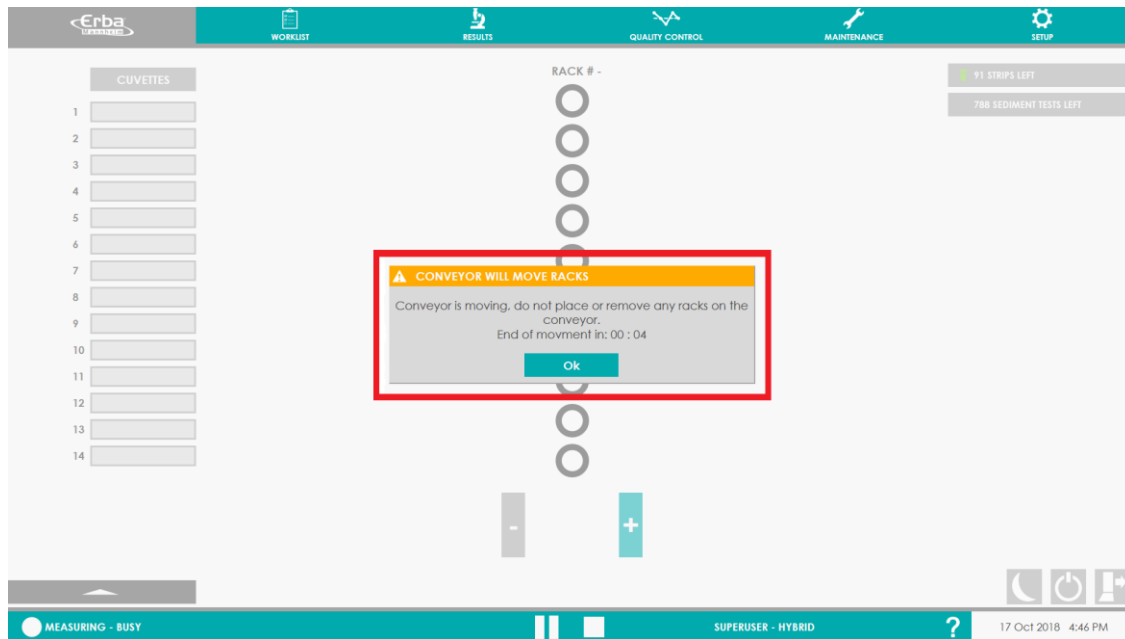 Erba
Mannheim
WORKLIST
RESULTS
QUALITY CONTROL
MAINTENANCE
SETUP
CUVETTES
RACK # -
91 STRIPS LEFT
788 SEDIMENT TESTS LEFT
1
2
3
4
5
6
7
8
9
10
11
12
13
14
CONVEYOR WILL MOVE RACKS
Conveyor is moving, do not place or remove any racks on the
conveyor.
End of movment in: 00 : 04
Ok
-
+
MEASURING - BUSY
SUPERUSER - HYBRID
?
17 Oct 2018 4:46 PM